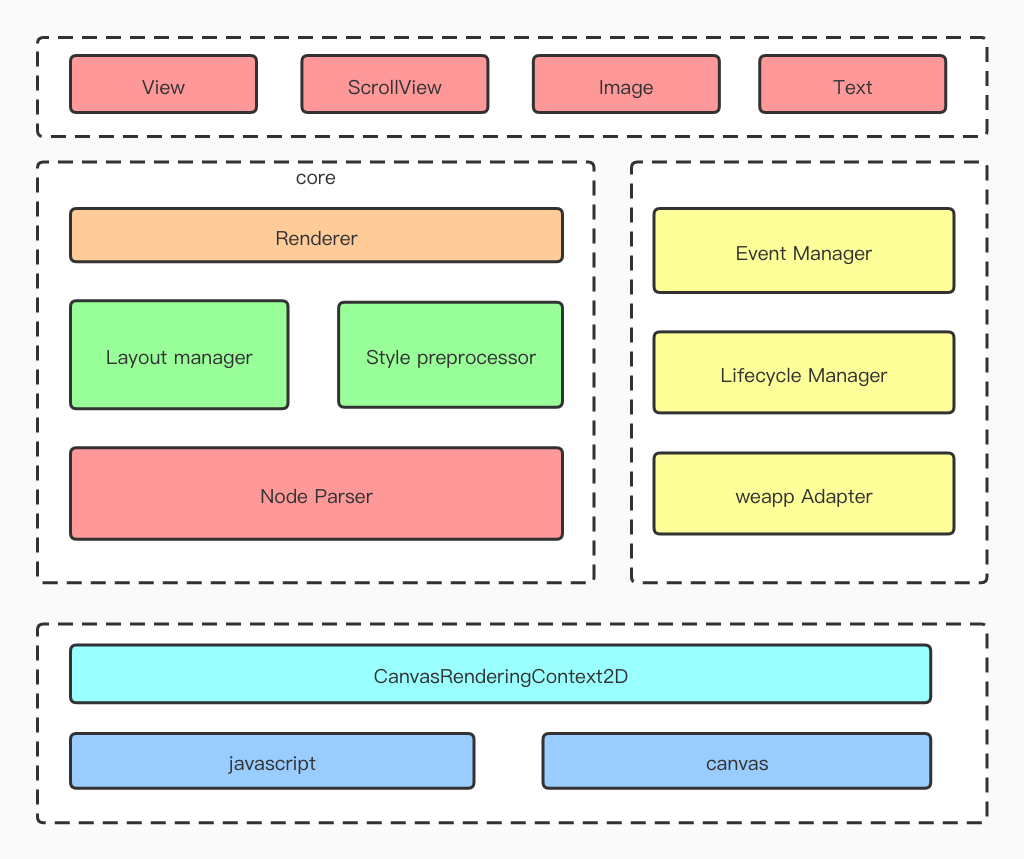 View
ScrollView
Image
Text
core
Renderer
Layout manager
Style preprocessor
Node Parser
Event Manager
Lifecycle Manager
weapp Adapter
CanvasRenderingContext2D
javascript
canvas